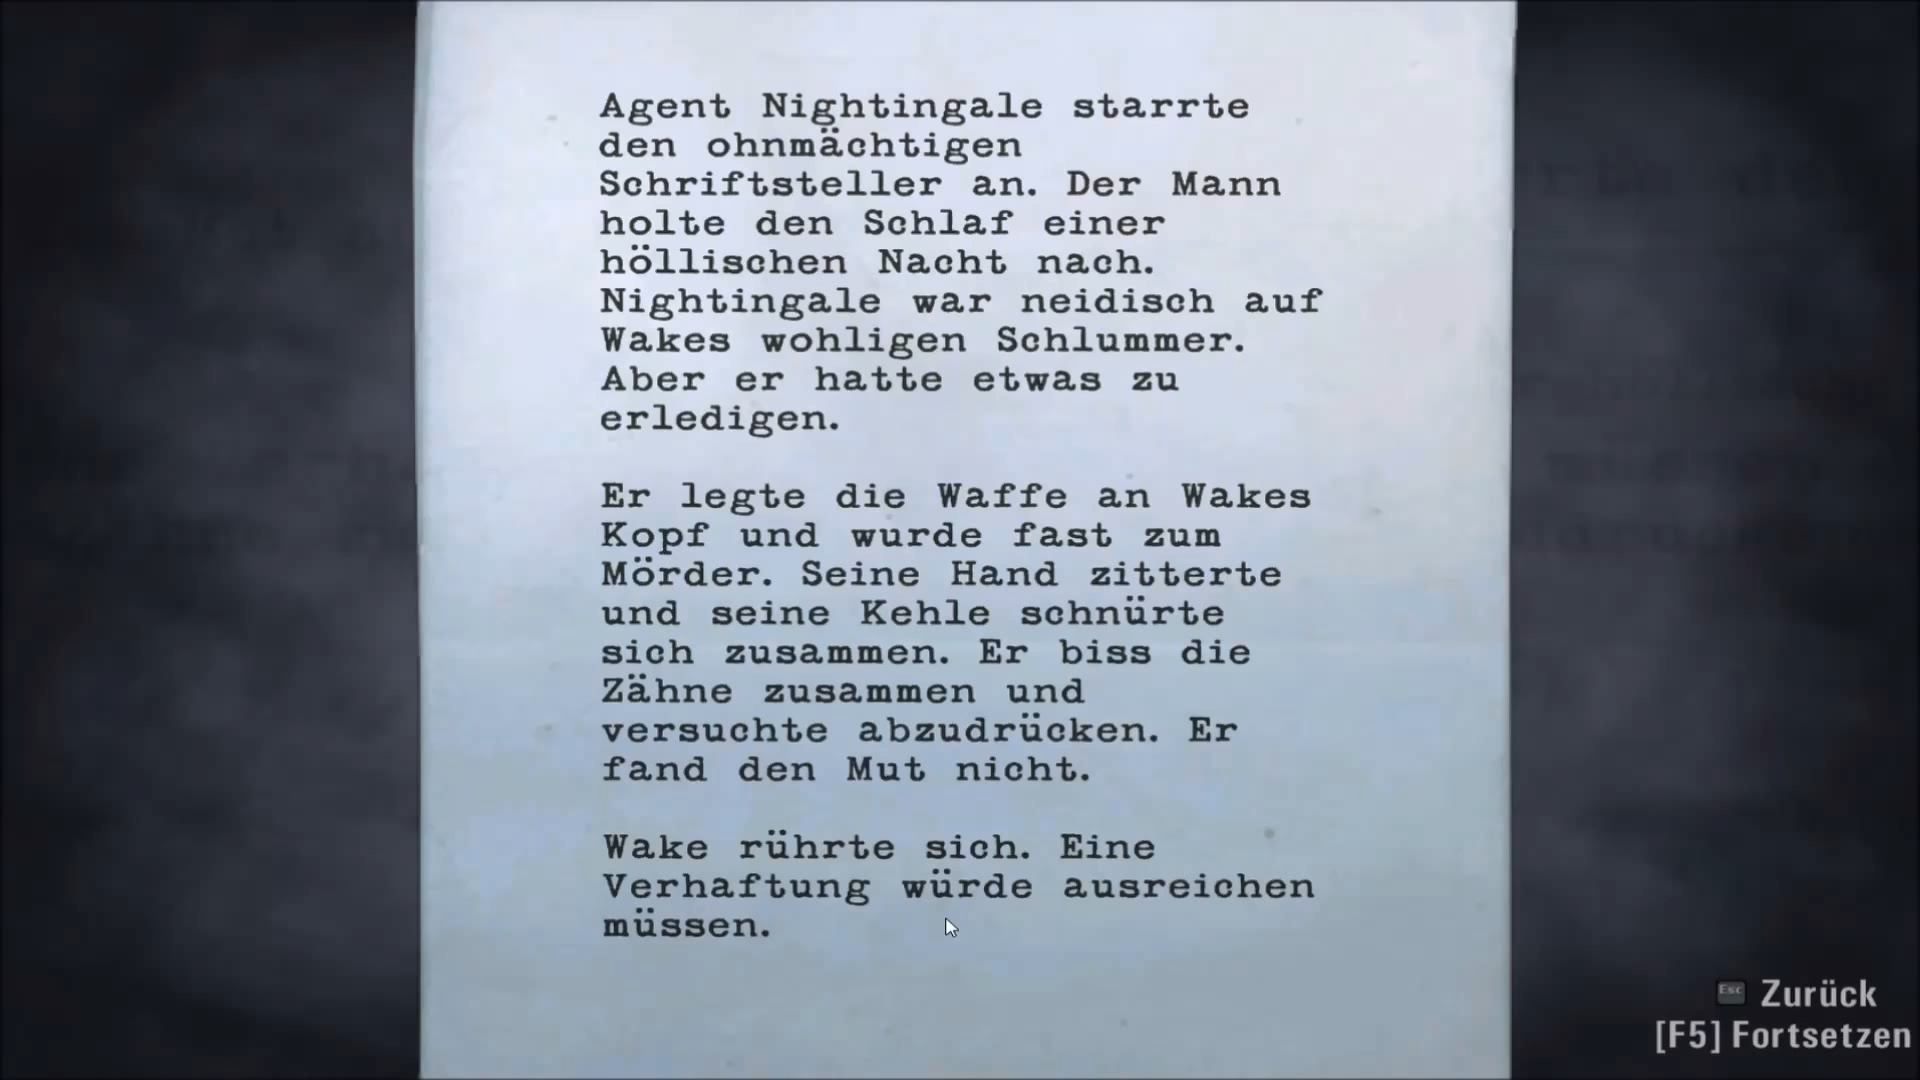 Agent Nightingale starrte
den ohnmächtigen
Schriftsteller an. Der Mann
holte den Schlaf einer
höllischen Nacht nach.
Nightingale war neidisch auf
Wakes wohligen Schlummer.
Aber er hatte etwas zu
erledigen.
Er legte die Waffe an Wakes
Kopf und wurde fast zum
Mörder. Seine Hand zitterte
und seine Kehle schnürte
sich zusammen. Er biss die
Zähne zusammen und
versuchte abzudrücken. Er
fand den Mut nicht.
Wake rührte sich. Eine
Verhaftung würde ausreichen
müssen.
Esc Zurück
[F5] Fortsetzen